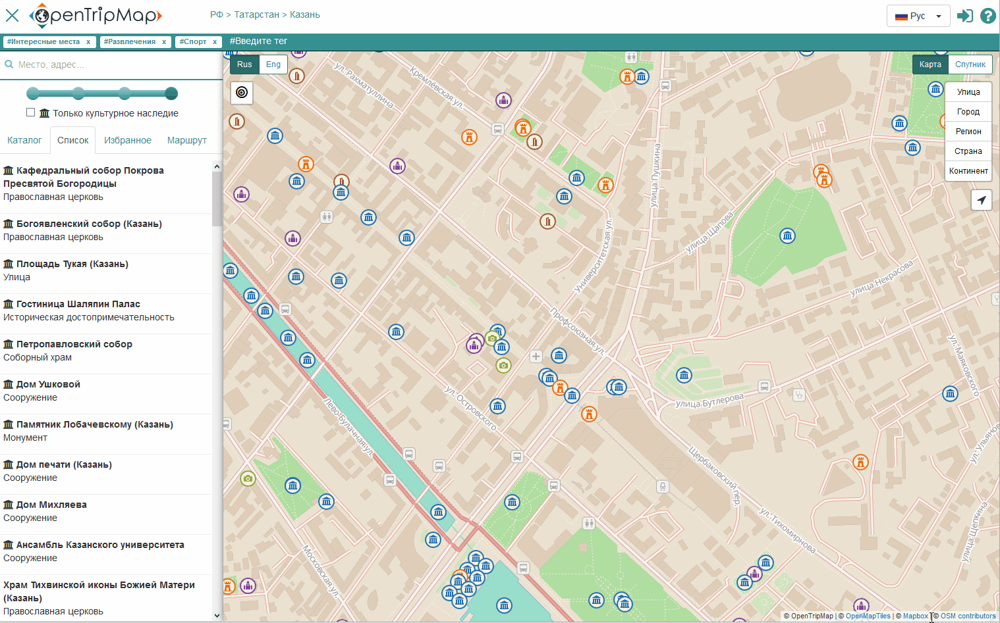 OpenTripMap
РФ > Татарстан > Казань
Рус
#Интересные места x #Развлечения x #Спорт x #Введите тег
Место, адрес...
Только культурное наследие
Каталог Список Избранное Маршрут
Кафедральный собор Покрова
Пресвятой Богородицы
Православная церковь
Богоявленский собор (Казань)
Православная церковь
Площадь Тукая (Казань)
Улица
Гостиница Шаляпин Палас
Историческая достопримечательность
Петропавловский собор
Соборный храм
Дом Ушковой
Сооружение
Памятник Лобачевскому (Казань)
Монумент
Дом печати (Казань)
Сооружение
Дом Михляева
Сооружение
Ансамбль Казанского университета
Сооружение
Храм Тихвинской иконы Божией Матери
(Казань)
Православная церковь
Rus Eng
Карта Спутник
Улица
Город
Регион
Страна
Континент
ул. Рахматуллина
Кремлёвская ул.
улица Пушкина
улица Щапова
Университетская ул.
улица Некрасова
Профсоюзная ул.
ул. Маяковского
улица Бутлерова
ул. Островского
Лево-Булачная ул.
ул. Ульянов
Щербаковский пер.
ул. Тихомирнова
улица Щепкина
Московская ул.
© OpenTripMap | © OpenMapTiles | © Mapbox © OSM contributors